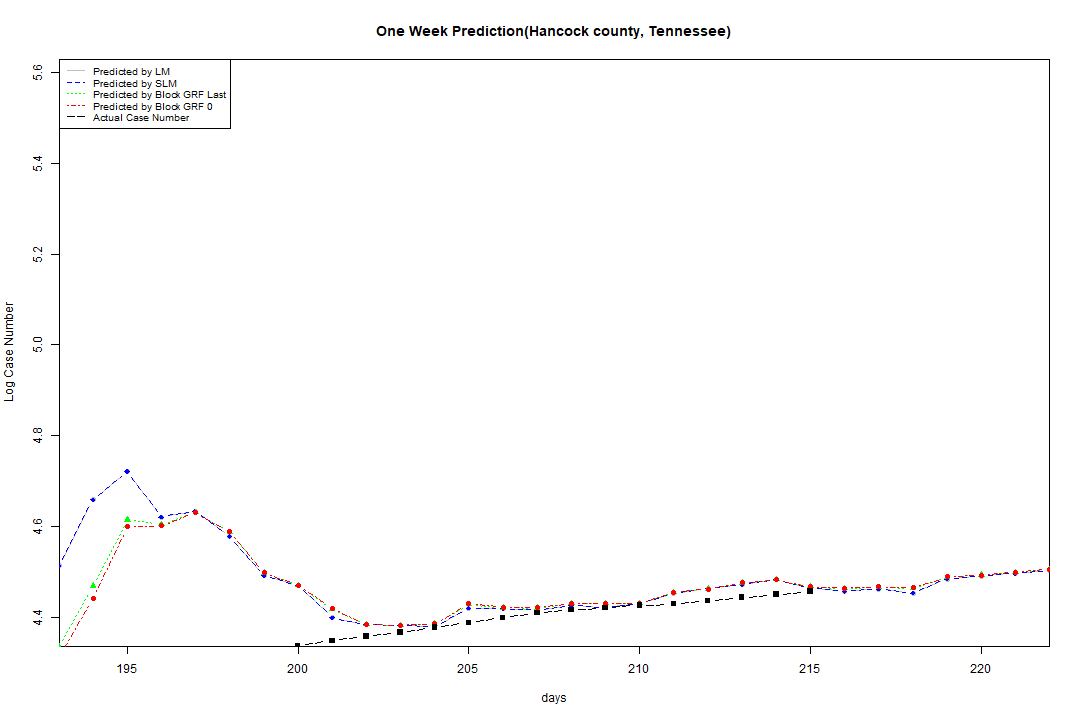 One Week Prediction(Hancock county, Tennessee)
Predicted by LM
Predicted by SLM
Predicted by Block GRF Last
Predicted by Block GRF 0
Actual Case Number
5.6
5.4
5.2
5.0
4.8
4.6
4.4
Log Case Number
195 200 205 210 215 220
days